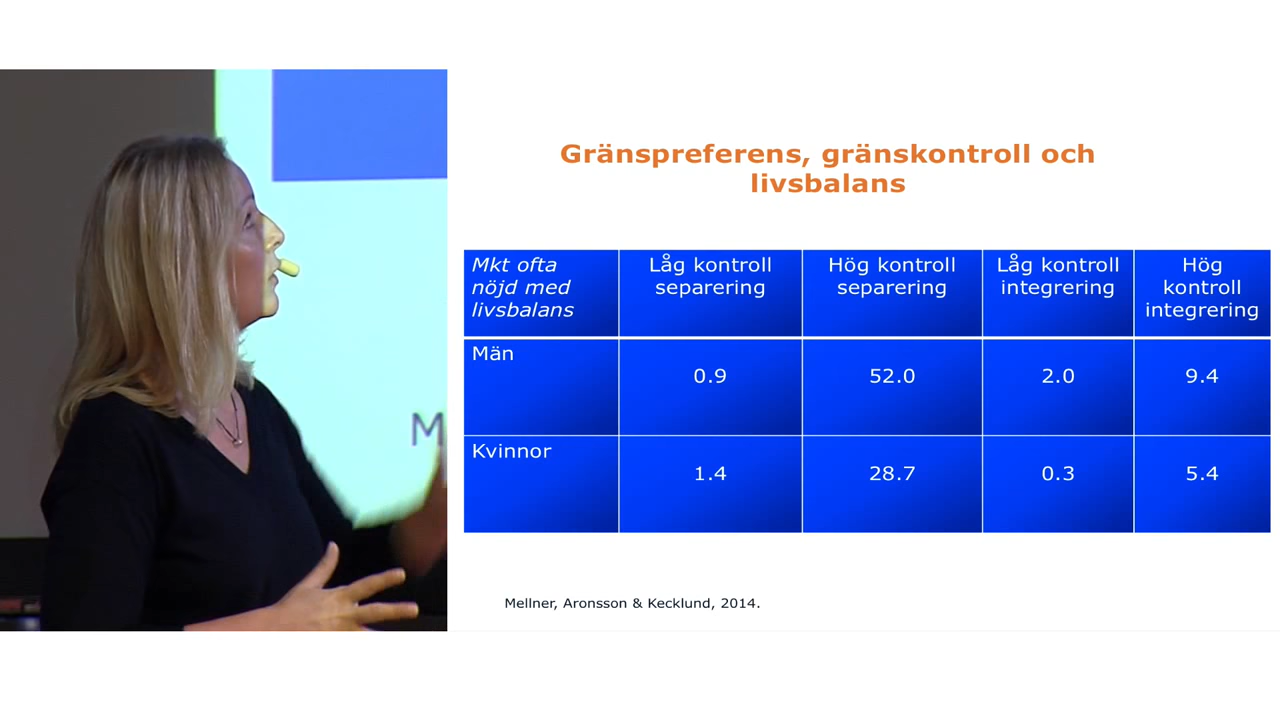 Gränspreferens, gränskontroll och
livsbalans
Mkt ofta
nöjd med
livsbalans
Låg kontroll
separering
Hög kontroll
separering
Låg kontroll
integrering
Hög
kontroll
integrering
Män
0.9
52.0
2.0
9.4
Kvinnor
1.4
28.7
0.3
5.4
M
Mellner, Aronsson & Kecklund, 2014.